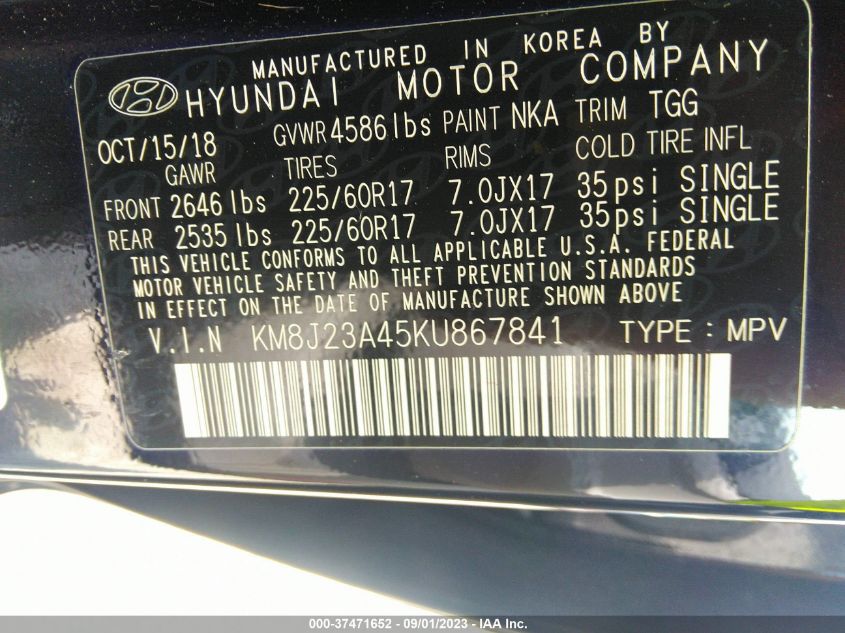 MANUFACTURED IN KOREA BY
HYUNDAI MOTOR COMPANY
OCT/15/18 GVWR 4586 lbs PAINT NKA TRIM TGG
GAWR TIRES RIMS COLD TIRE INFL
FRONT 2646 lbs 225/60R17 7.0JX17 35psi SINGLE
REAR 2535 lbs 225/60R17 7.0JX17 35psi SINGLE
THIS VEHICLE CONFORMS TO ALL APPLICABLE U.S.A. FEDERAL
MOTOR VEHICLE SAFETY AND THEFT PREVENTION STANDARDS
IN EFFECT ON THE DATE OF MANUFACTURE SHOWN ABOVE
V.I.N KM8J23A45KU867841 TYPE : MPV
000-37471652 - 09/01/2023 - IAA Inc.